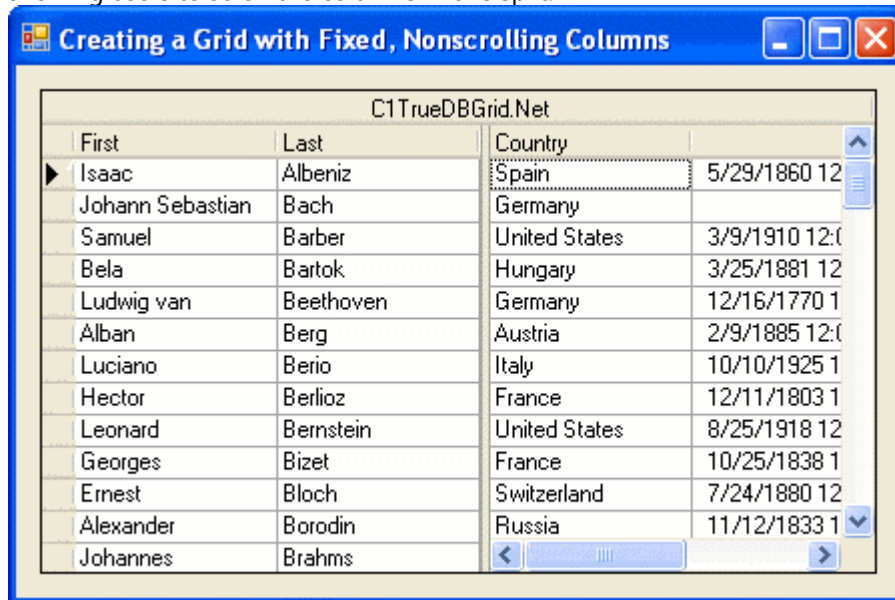 Creating a Grid with Fixed, Nonscrolling Columns
C1TrueDBGrid.Net
First Last Country
Isaac Albeniz Spain 5/29/1860 12
Johann Sebastian Bach Germany
Samuel Barber United States 3/9/1910 12:0
Bela Bartok Hungary 3/25/1881 12
Ludwig van Beethoven Germany 12/16/1770 1
Alban Berg Austria 2/9/1885 12:0
Luciano Berio Italy 10/10/1925 1
Hector Berlioz France 12/11/1803 1
Leonard Bernstein United States 8/25/1918 12
Georges Bizet France 10/25/1838 1
Ernest Bloch Switzerland 7/24/1880 12
Alexander Borodin Russia 11/12/1833 1
Johannes Brahms